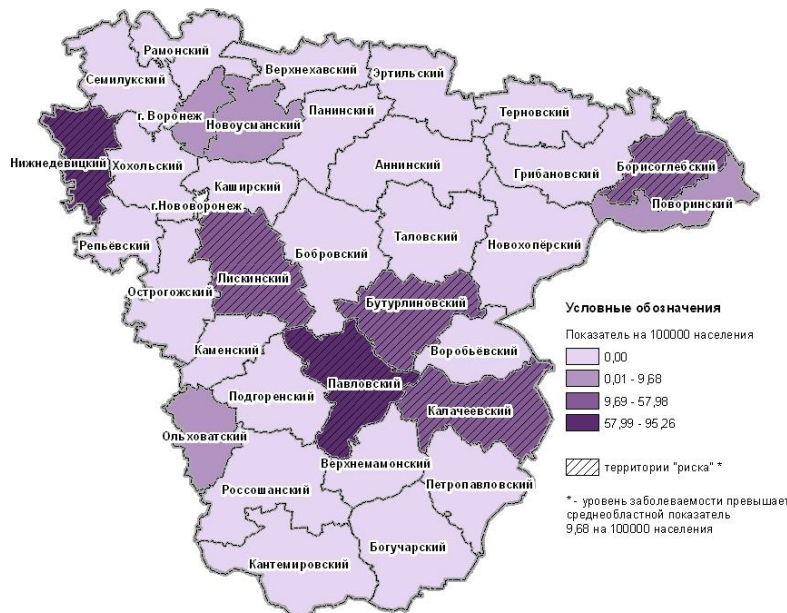 Рамонский
Семилукский
Верхнехавский
Эртильский
г. Воронеж
Новоусманский
Панинский
Терновский
Нижнедевицкий
Хохольский
Аннинский
Грибановский
Борисоглебский
Каширский
Поворинский
г.Нововоронеж
Репьёвский
Бобровский
Таловский
Новохопёрский
Лискинский
Острогожский
Бутурлиновский
Каменский
Воробьёвский
Павловский
Подгоренский
Калачеевский
Ольховатский
Верхнемамонский
Петропавловский
Россошанский
Богучарский
Кантемировский
Условные обозначения
Показатель на 100000 населения
0,00
0,01 - 9,68
9,69 - 57,98
57,99 - 95,26
территории "риска" *
* - уровень заболеваемости превышает
среднеобластной показатель
9,68 на 100000 населения